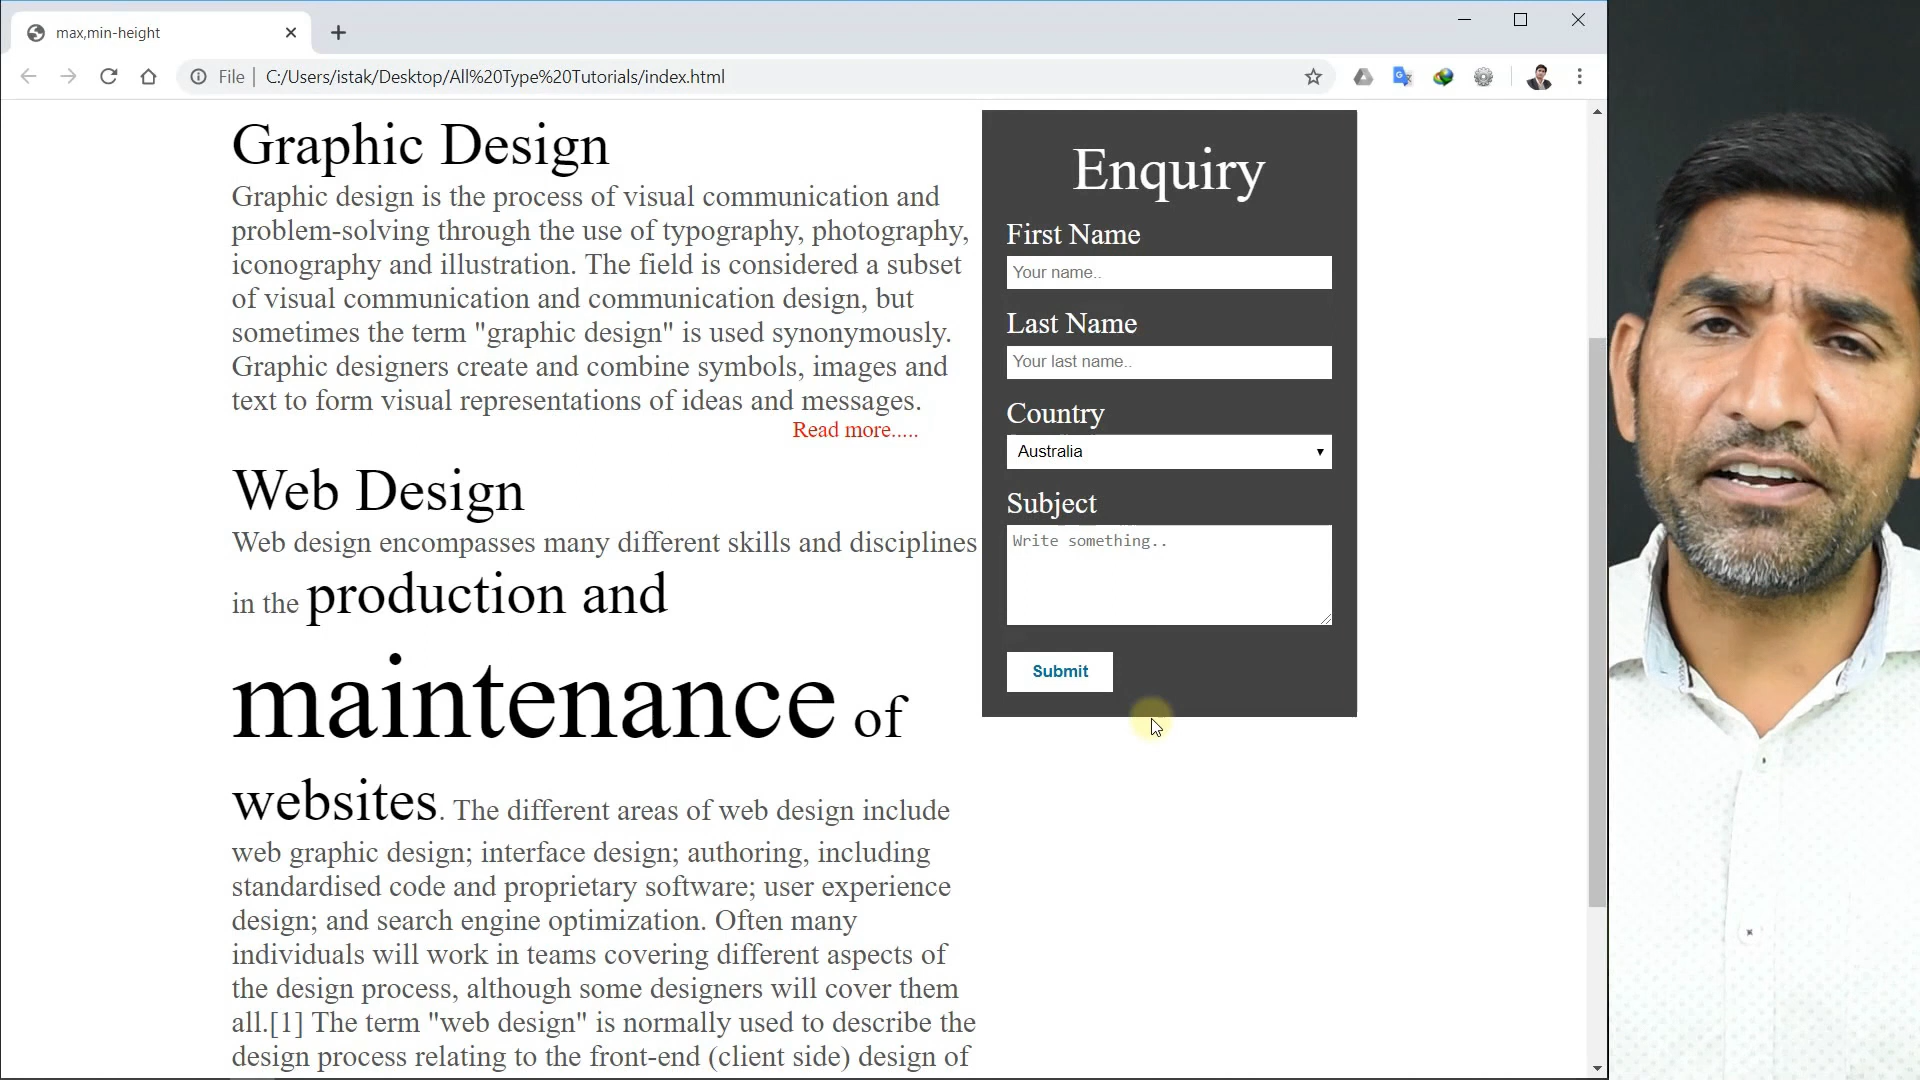 max,min-height
File
C:/Users/istak/Desktop/All%20Type%20Tutorials/index.html
Graphic Design
Graphic design is the process of visual communication and
problem-solving through the use of typography, photography,
iconography and illustration. The field is considered a subset
of visual communication and communication design, but
sometimes the term "graphic design" is used synonymously.
Graphic designers create and combine symbols, images and
text to form visual representations of ideas and messages.
Read more.....
Web Design
Web design encompasses many different skills and disciplines
in the production and
maintenance of
websites. The different areas of web design include
web graphic design; interface design; authoring, including
standardised code and proprietary software; user experience
design; and search engine optimization. Often many
individuals will work in teams covering different aspects of
the design process, although some designers will cover them
all.[1] The term "web design" is normally used to describe the
design process relating to the front-end (client side) design of
Enquiry
First Name
Your name..
Last Name
Your last name..
Country
Australia
Subject
Write something..
Submit